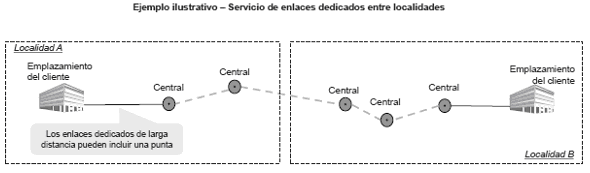 Ejemplo ilustrativo – Servicio de enlaces dedicados entre localidades
Localidad A
Emplazamiento
del cliente
Central
Central
Los enlaces dedicados de larga
distancia pueden incluir una punta
Central
Central
Central
Emplazamiento
del cliente
Localidad B